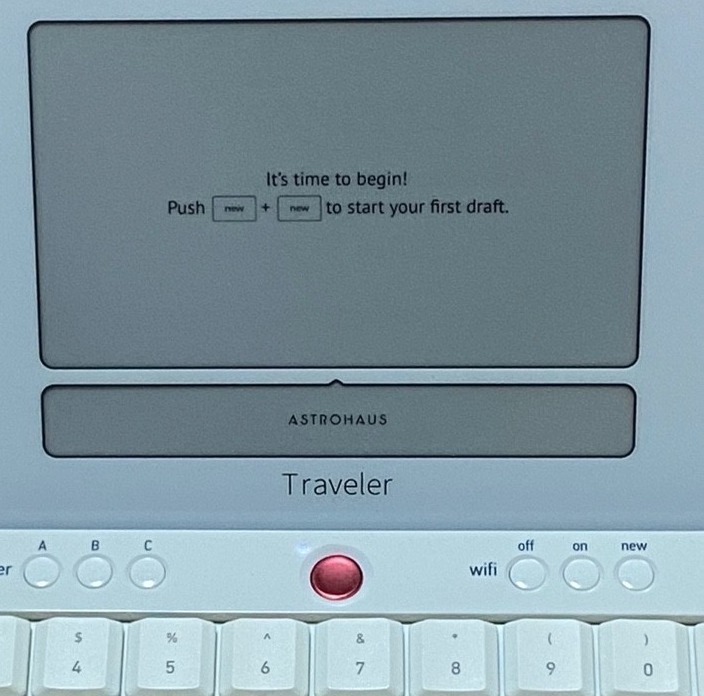 It's time to begin!
Push new + new to start your first draft.
ASTROHAUS
Traveler
A B C
off on new
er
wifi
$ % ^ & * ( )
4 5 6 7 8 9 0